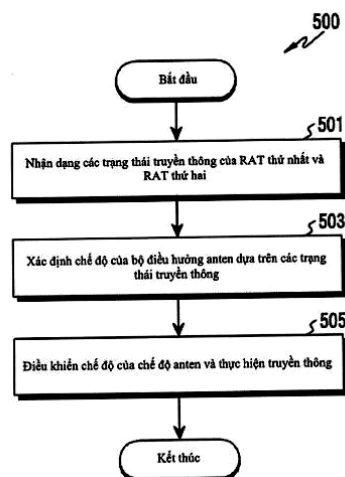 500
Bắt đầu
501
Nhận dạng các trạng thái truyền thông của RAT thứ nhất và
RAT thứ hai
503
Xác định chế độ của bộ điều hưởng anten dựa trên các trạng
thái truyền thông
505
Điều khiển chế độ của chế độ anten và thực hiện truyền thông
Kết thúc